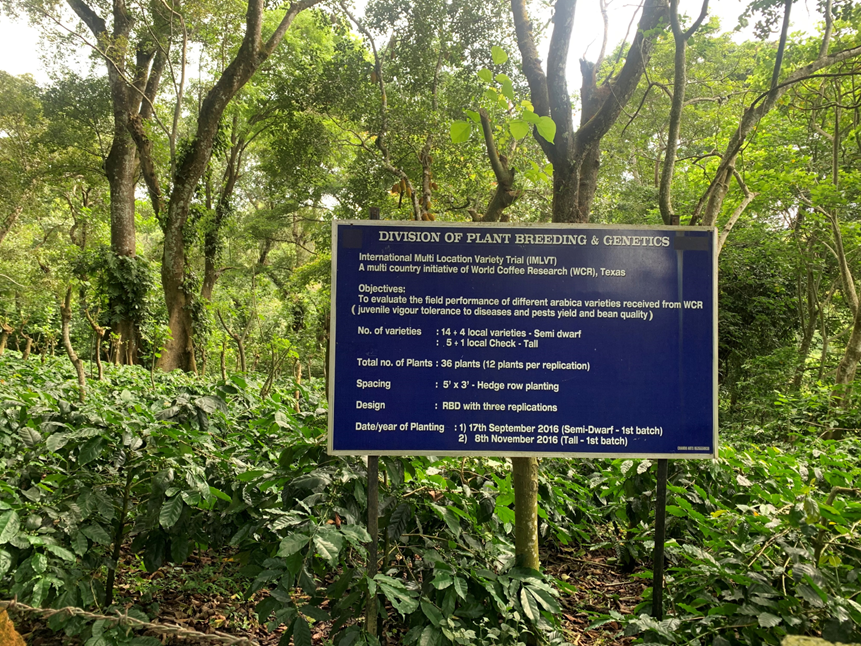 DIVISION OF PLANT BREEDING & GENETICS
International Multi Location Variety Trial (IMLVT)
A multi country initiative of World Coffee Research (WCR), Texas
Objectives:
To evaluate the field performance of different arabica varieties received from WCR
( juvenile vigour tolerance to diseases and pests yield and bean quality )
No. of varieties : 14 + 4 local varieties - Semi dwarf
: 5 + 1 local Check - Tall
Total no. of Plants : 36 plants (12 plants per replication)
Spacing : 5' x 3' - Hedge row planting
Design : RBD with three replications
Date/year of Planting : 1) 17th September 2016 (Semi-Dwarf - 1st batch)
2) 8th November 2016 (Tall - 1st batch)